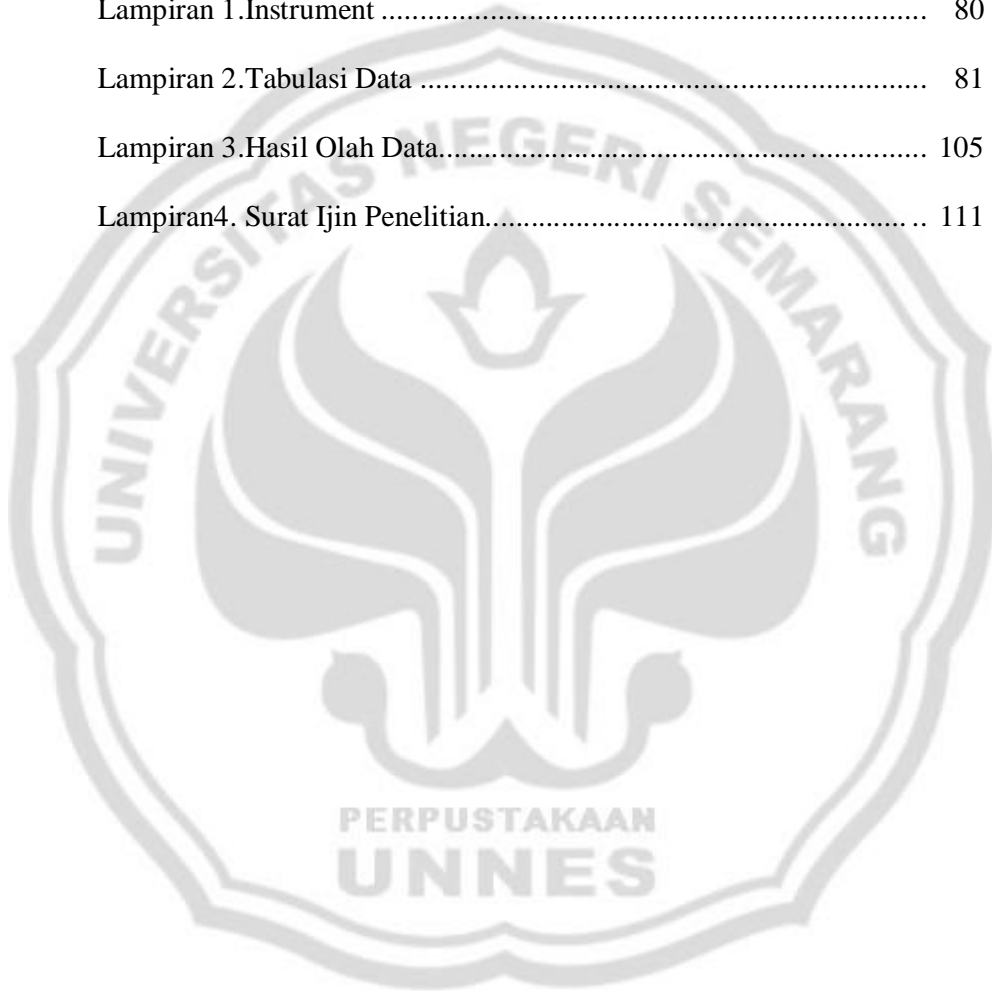 Lampiran 1.Instrument ...................................................................... 80
Lampiran 2.Tabulasi Data ................................................................. 81
Lampiran 3.Hasil Olah Data............................................... ............... 105
Lampiran4. Surat Ijin Penelitian...................................................... .. 111
UNIVERSITAS NEGERI SEMARANG
PERPUSTAKAAN
UNNES